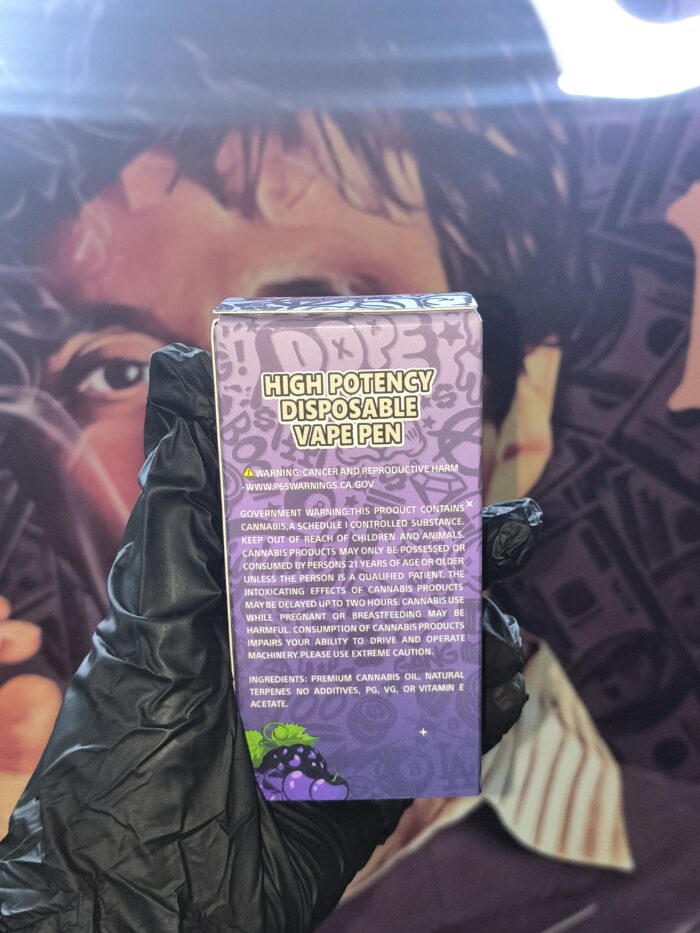 DOPE
HIGH POTENCY
DISPOSABLE
VAPE PEN
WARNING:CANCER AND REPRODUCTIVE HARM
-WWW.P65WARNINGS.CA.GOV
GOVERNMENT WARNING:THIS PRODUCT CONTAINS
CANNABIS,A SCHEDULE I CONTROLLED SUBSTANCE.
KEEP OUT OF REACH OF CHILDREN AND ANIMALS.
CANNABIS PRODUCTS MAY ONLY BE POSSESSED OR
CONSUMED BY PERSONS 21 YEARS OF AGE OR OLDER
UNLESS THE PERSON IS A QUALIFIED PATIENT. THE
INTOXICATING EFFECTS OF CANNABIS PRODUCTS
MAY BE DELAYED UP TO TWO HOURS. CANNABIS USE
WHILE PREGNANT OR BREASTFEEDING MAY BE
HARMFUL. CONSUMPTION OF CANNABIS PRODUCTS
IMPAIRS YOUR ABILITY TO DRIVE AND OPERATE
MACHINERY.PLEASE USE EXTREME CAUTION.
INGREDIENTS: PREMIUM CANNABIS OIL, NATURAL
TERPENES NO ADDITIVES, PG, VG, OR VITAMIN E
ACETATE.